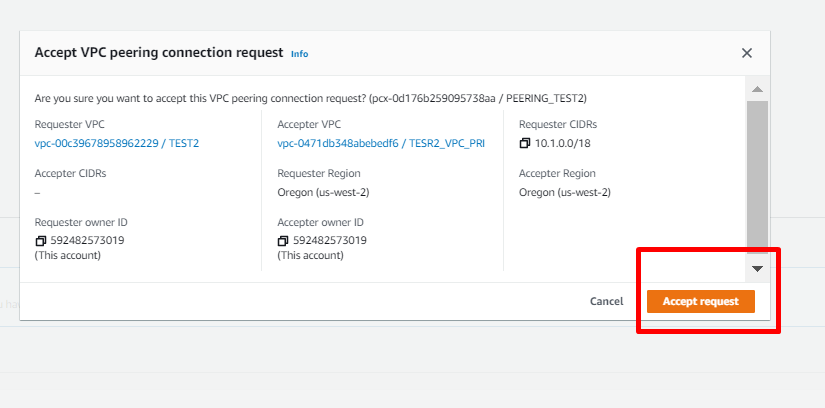 Accept VPC peering connection request Info
Are you sure you want to accept this VPC peering connection request? (pcx-0d176b259095738aa / PEERING_TEST2)
Requester VPC
vpc-00c39678958962229 / TEST2
Accepter VPC
vpc-0471db348abebedf6 / TESR2_VPC_PRI
Requester CIDRs
10.1.0.0/18
Accepter CIDRs
–
Requester Region
Oregon (us-west-2)
Accepter Region
Oregon (us-west-2)
Requester owner ID
592482573019
(This account)
Accepter owner ID
592482573019
(This account)
Cancel
Accept request